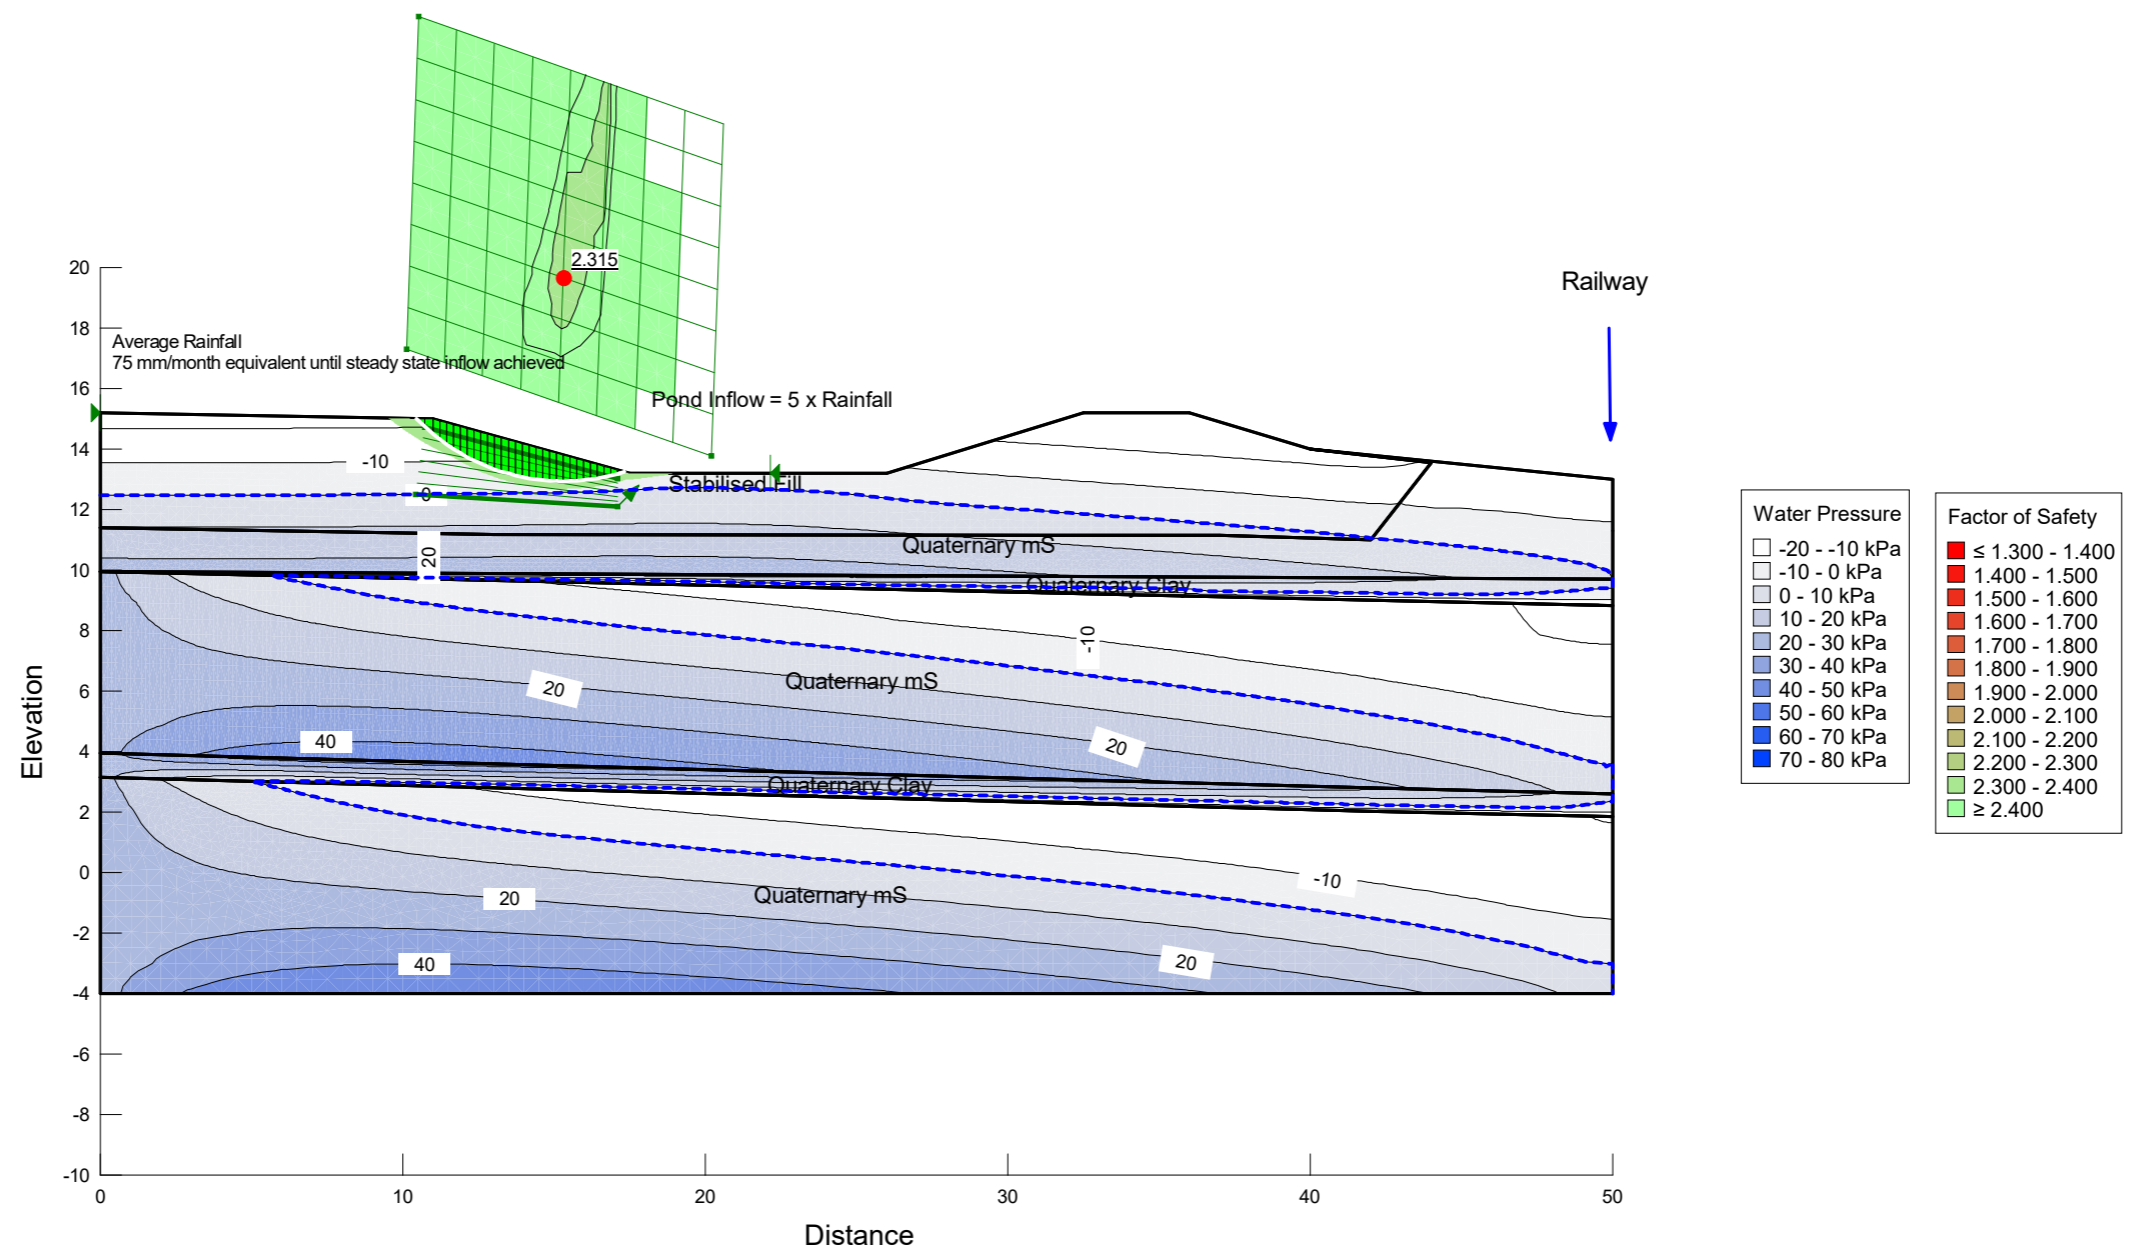 2.315
Railway
20
18
16
14
12
10
8
6
4
2
0
-2
-4
-6
-8
-10
Elevation
Average Rainfall
75 mm/month equivalent until steady state inflow achieved
Pond Inflow = 5 x Rainfall
-10
0
Stabilised Fill
20
Quaternary mS
Quaternary Clay
-10
Quaternary mS
20
40
20
Quaternary Clay
-10
Quaternary mS
20
40
20
0
10
20
30
40
50
Distance
Water Pressure
-20 - -10 kPa
-10 - 0 kPa
0 - 10 kPa
10 - 20 kPa
20 - 30 kPa
30 - 40 kPa
40 - 50 kPa
50 - 60 kPa
60 - 70 kPa
70 - 80 kPa
Factor of Safety
≤ 1.300 - 1.400
1.400 - 1.500
1.500 - 1.600
1.600 - 1.700
1.700 - 1.800
1.800 - 1.900
1.900 - 2.000
2.000 - 2.100
2.100 - 2.200
2.200 - 2.300
2.300 - 2.400
≥ 2.400